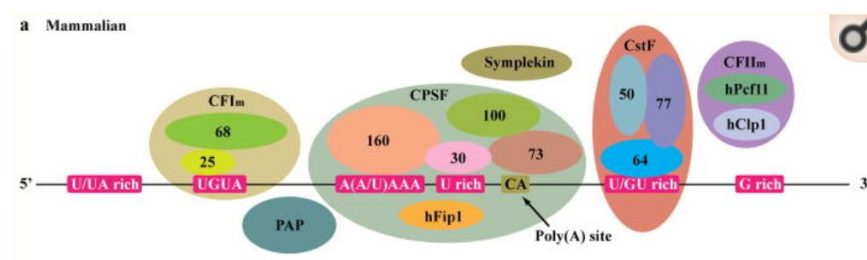 a Mammalian
Symplekin
CstF
CFIIm
CFIm
CPSF
50
77
hPcf11
68
100
hClp1
160
25
30
73
64
5’
U/UA rich
UGUA
A(A/U)AAA
U rich
CA
U/GU rich
G rich
3
PAP
hFip1
Poly(A) site